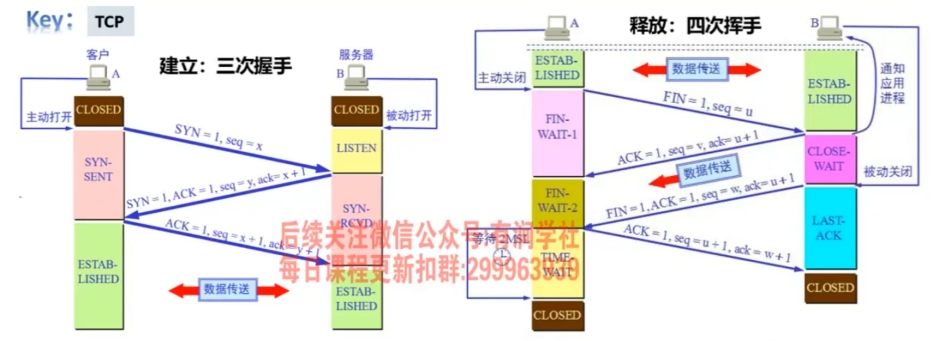 Key: TCP
建立：三次握手
客户
A
服务器
B
主动打开
被动打开
CLOSED
CLOSED
SYN = 1, seq = x
LISTEN
SYN-
SENT
SYN = 1, ACK = 1, seq = y, ack= x + 1
SYN-
RCVD
ACK = 1, seq = x + 1, ack = y + 1
ESTAB-
LISHED
数据传送
ESTAB-
LISHED
释放：四次挥手
A
B
主动关闭
ESTAB-
LISHED
数据传送
ESTAB-
LISHED
通知
应用
进程
FIN = 1, seq = u
FIN-
WAIT-1
ACK = 1, seq = v, ack= u + 1
CLOSE-
WAIT
数据传送
被动关闭
FIN-
WAIT-2
FIN = 1, ACK = 1, seq = w, ack= u + 1
LAST-
ACK
等待 2MSL
TIME-
WAIT
ACK = 1, seq = u + 1, ack = w + 1
CLOSED
CLOSED
后续关注微信公众号:有润学社
每日课程更新扣群:299963939